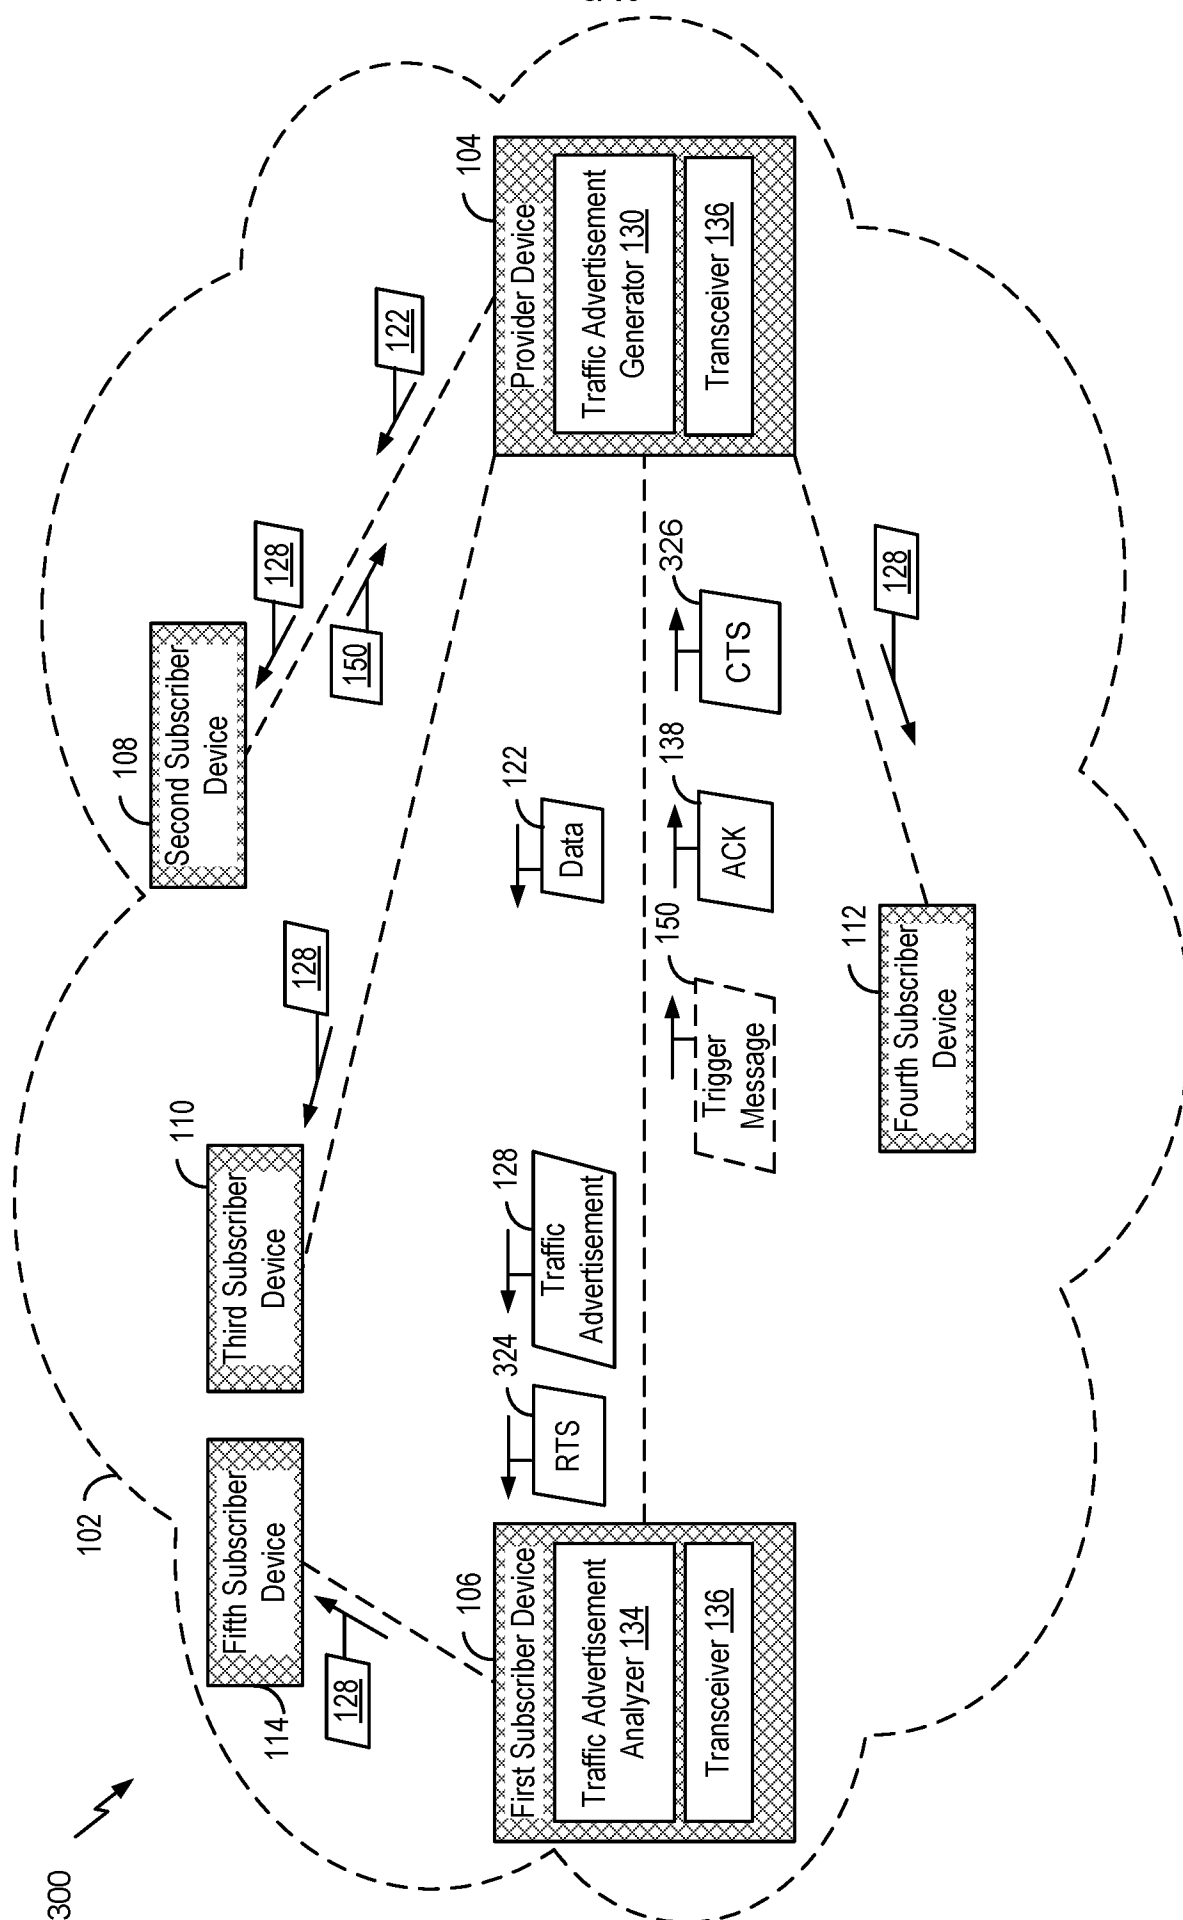 300
102
108
Second Subscriber
Device
110
Third Subscriber
Device
Fifth Subscriber
Device
114
128
128
128
150
122
106
First Subscriber Device
Traffic Advertisement
Analyzer 134
Transceiver 136
324
RTS
128
Traffic
Advertisement
122
Data
104
Provider Device
Traffic Advertisement
Generator 130
Transceiver 136
150
Trigger
Message
138
ACK
326
CTS
112
Fourth Subscriber
Device
128